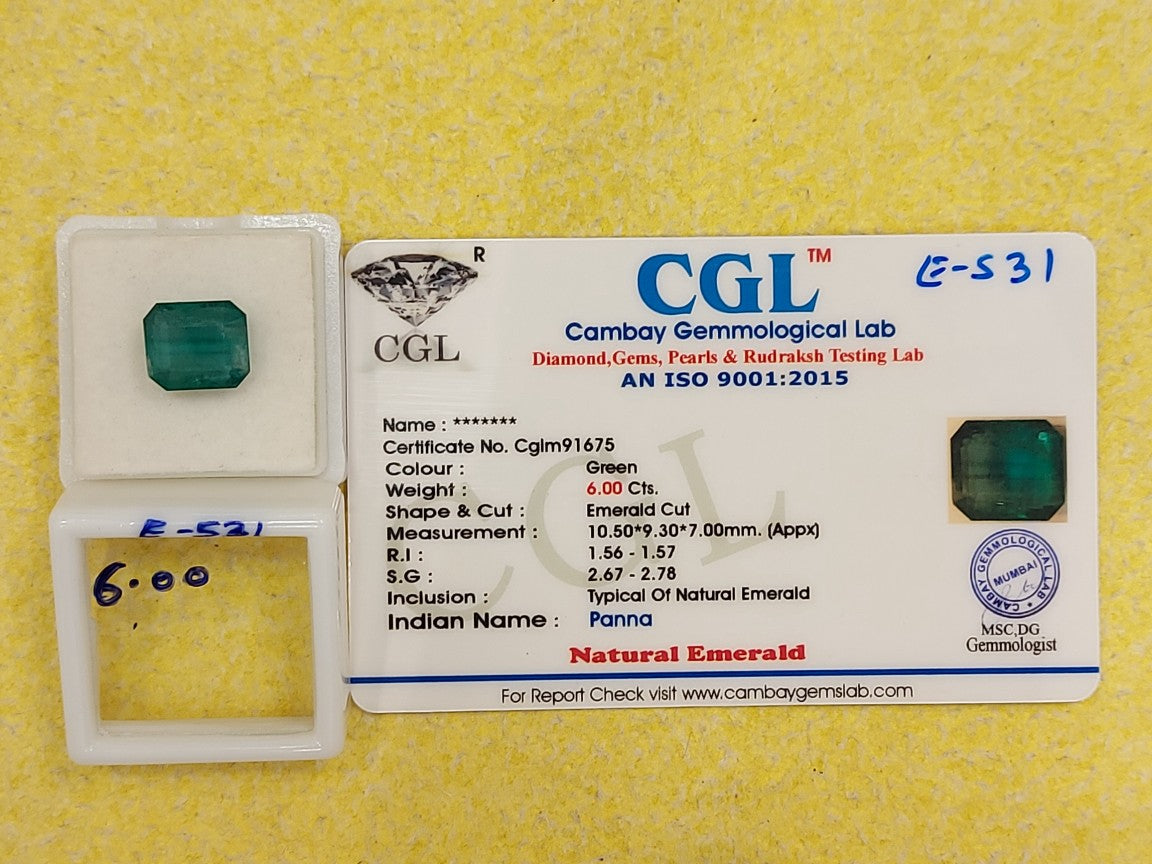 R
CGL
CGL™
Cambay Gemmological Lab
Diamond,Gems, Pearls & Rudraksh Testing Lab
AN ISO 9001:2015
E-531
Name : *******
Certificate No. Cglm91675
Colour : Green
Weight : 6.00 Cts.
Shape & Cut : Emerald Cut
Measurement : 10.50*9.30*7.00mm. (Appx)
R.I : 1.56 - 1.57
S.G : 2.67 - 2.78
Inclusion : Typical Of Natural Emerald
Indian Name : Panna
Natural Emerald
For Report Check visit www.cambaygemslab.com
CGL
CAMBAY GEMMOLOGICAL LAB
MUMBAI
MSC,DG
Gemmologist
E-531
6.00